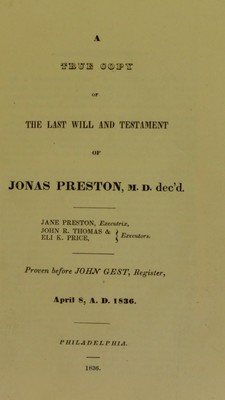 A
TRUE COPY
OF
THE LAST WILL AND TESTAMENT
OF
JONAS PRESTON, M. D. dec'd.
JANE PRESTON, Executrix,
JOHN R. THOMAS &
ELI K. PRICE, } Executors.
Proven before JOHN GEST, Register,
April 8, A. D. 1836.
PHILADELPHIA.
1836.